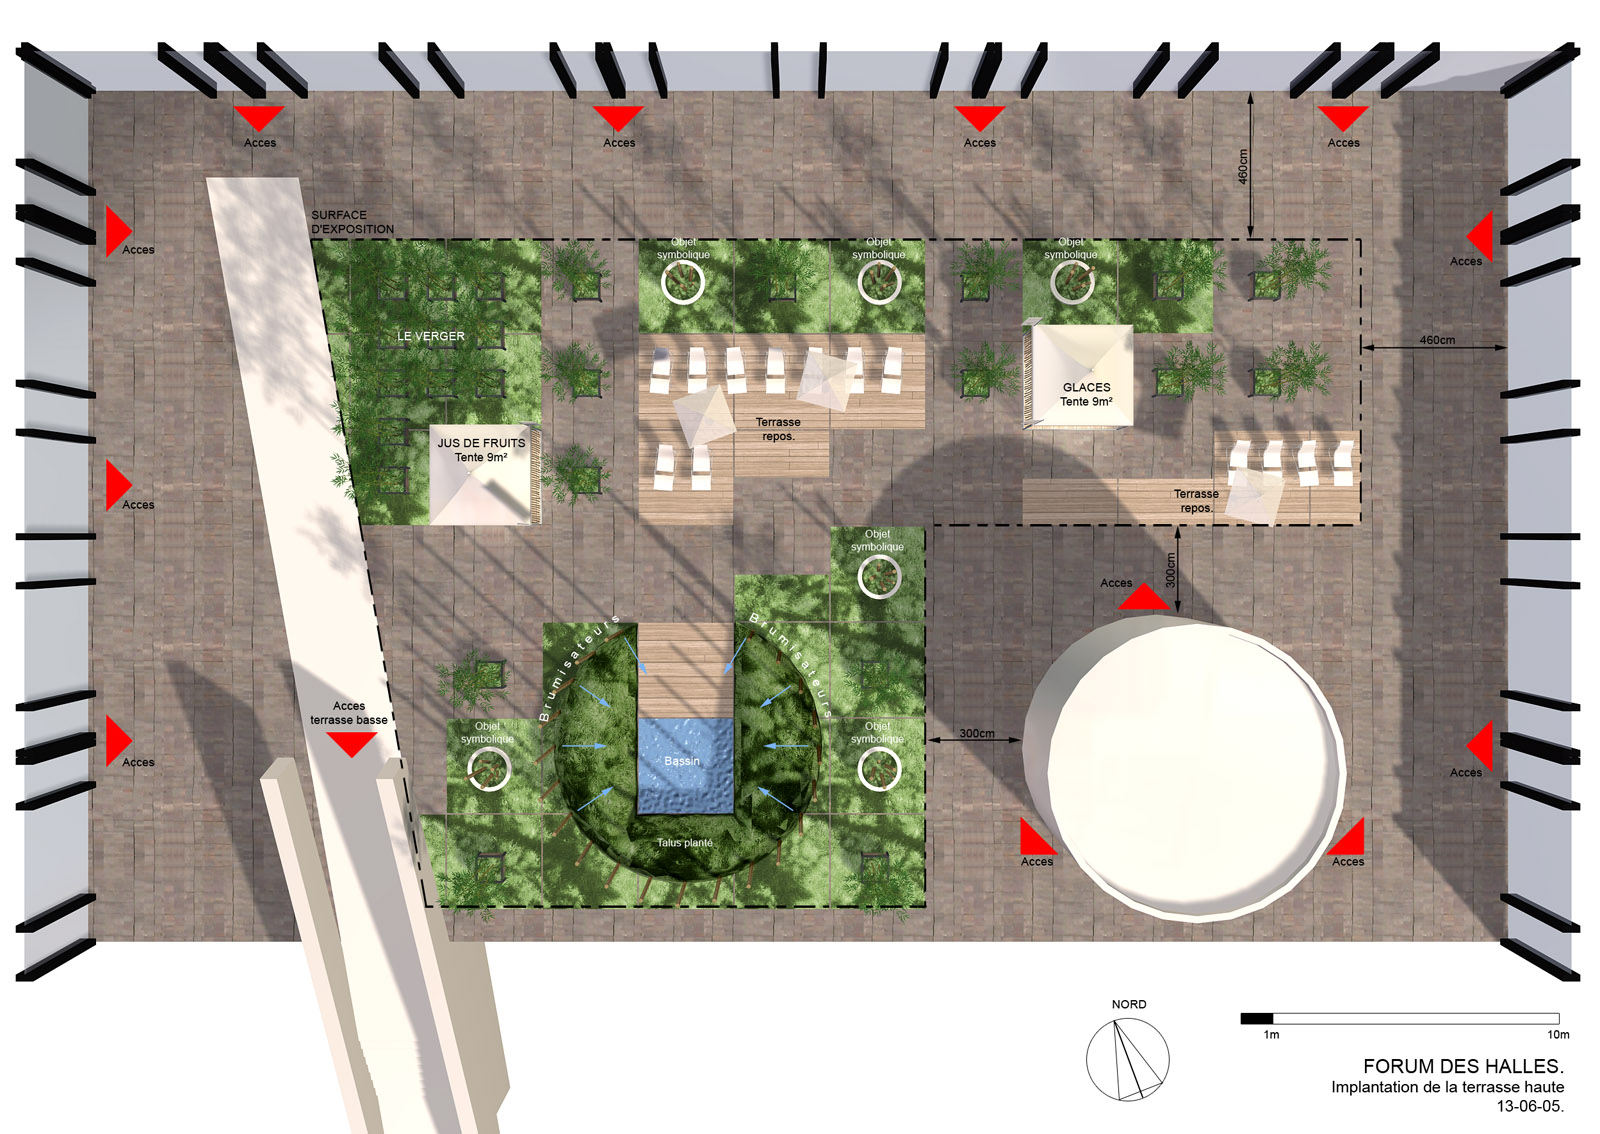 Acces
Acces
Acces
Acces
460cm
SURFACE
D'EXPOSITION
Acces
Acces
Objet
symbolique
Objet
symbolique
Objet
symbolique
LE VERGER
460cm
GLACES
Tente 9m²
Terrasse
repos.
JUS DE FRUITS
Tente 9m²
Acces
Terrasse
repos.
Objet
symbolique
300cm
Acces
Brumisateurs
Brumisateurs
Acces
terrasse basse
Objet
symbolique
Objet
symbolique
300cm
Acces
Bassin
Acces
Talus planté
Acces
Acces
NORD
1m
10m
FORUM DES HALLES.
Implantation de la terrasse haute
13-06-05.